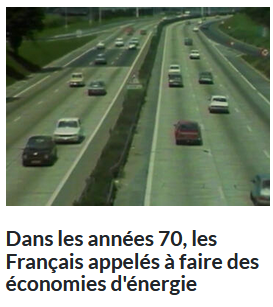 Dans les années 70, les
Français appelés à faire des
économies d'énergie